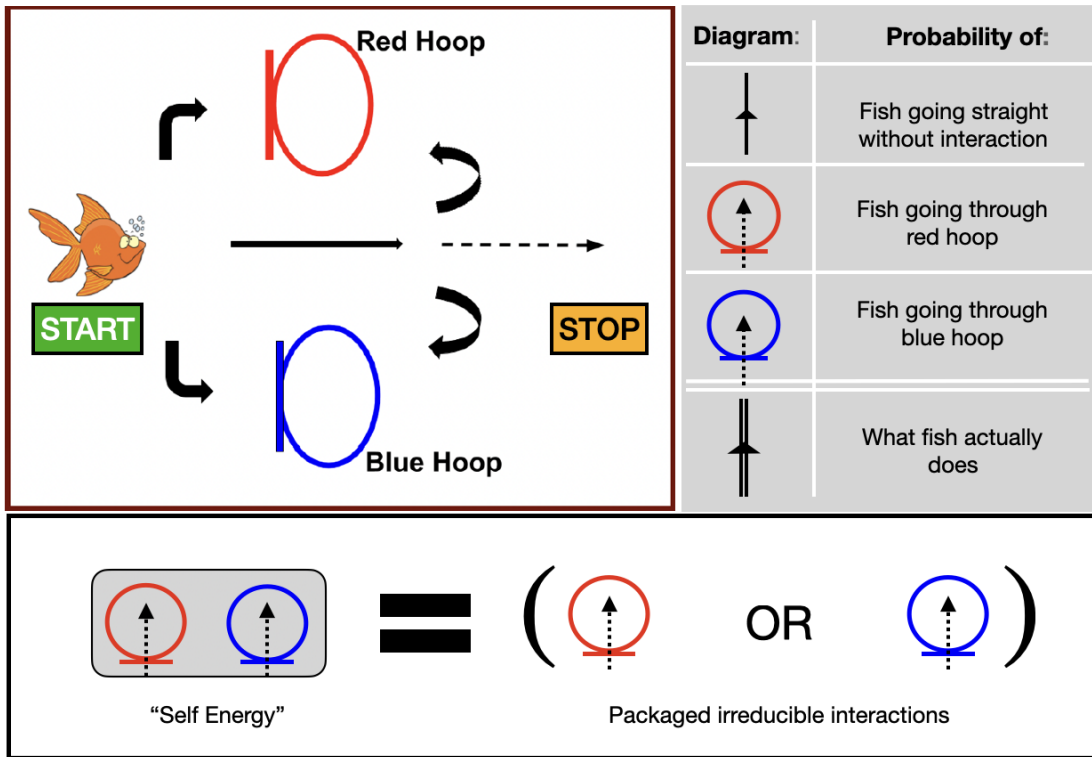 Red Hoop
START
STOP
Blue Hoop
Diagram:
Probability of:
Fish going straight
without interaction
Fish going through
red hoop
Fish going through
blue hoop
What fish actually
does
( OR )
“Self Energy”
Packaged irreducible interactions